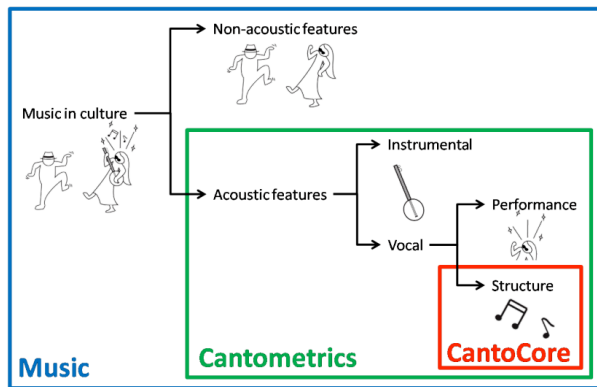 Non-acoustic features
Music in culture
Instrumental
Acoustic features
Performance
Vocal
Structure
CantoCore
Cantometrics
Music